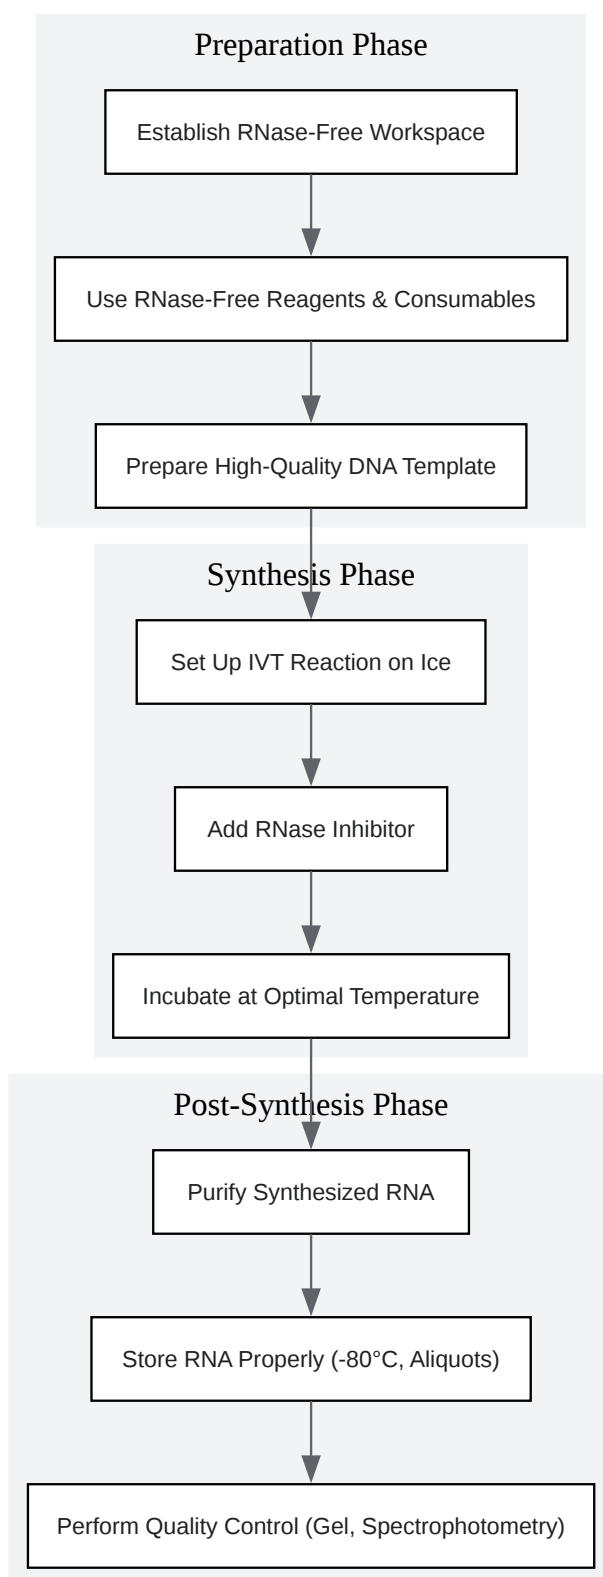 Preparation Phase
Establish RNase-Free Workspace
Use RNase-Free Reagents & Consumables
Prepare High-Quality DNA Template
Synthesis Phase
Set Up IVT Reaction on Ice
Add RNase Inhibitor
Incubate at Optimal Temperature
Post-Synthesis Phase
Purify Synthesized RNA
Store RNA Properly (-80°C, Aliquots)
Perform Quality Control (Gel, Spectrophotometry)